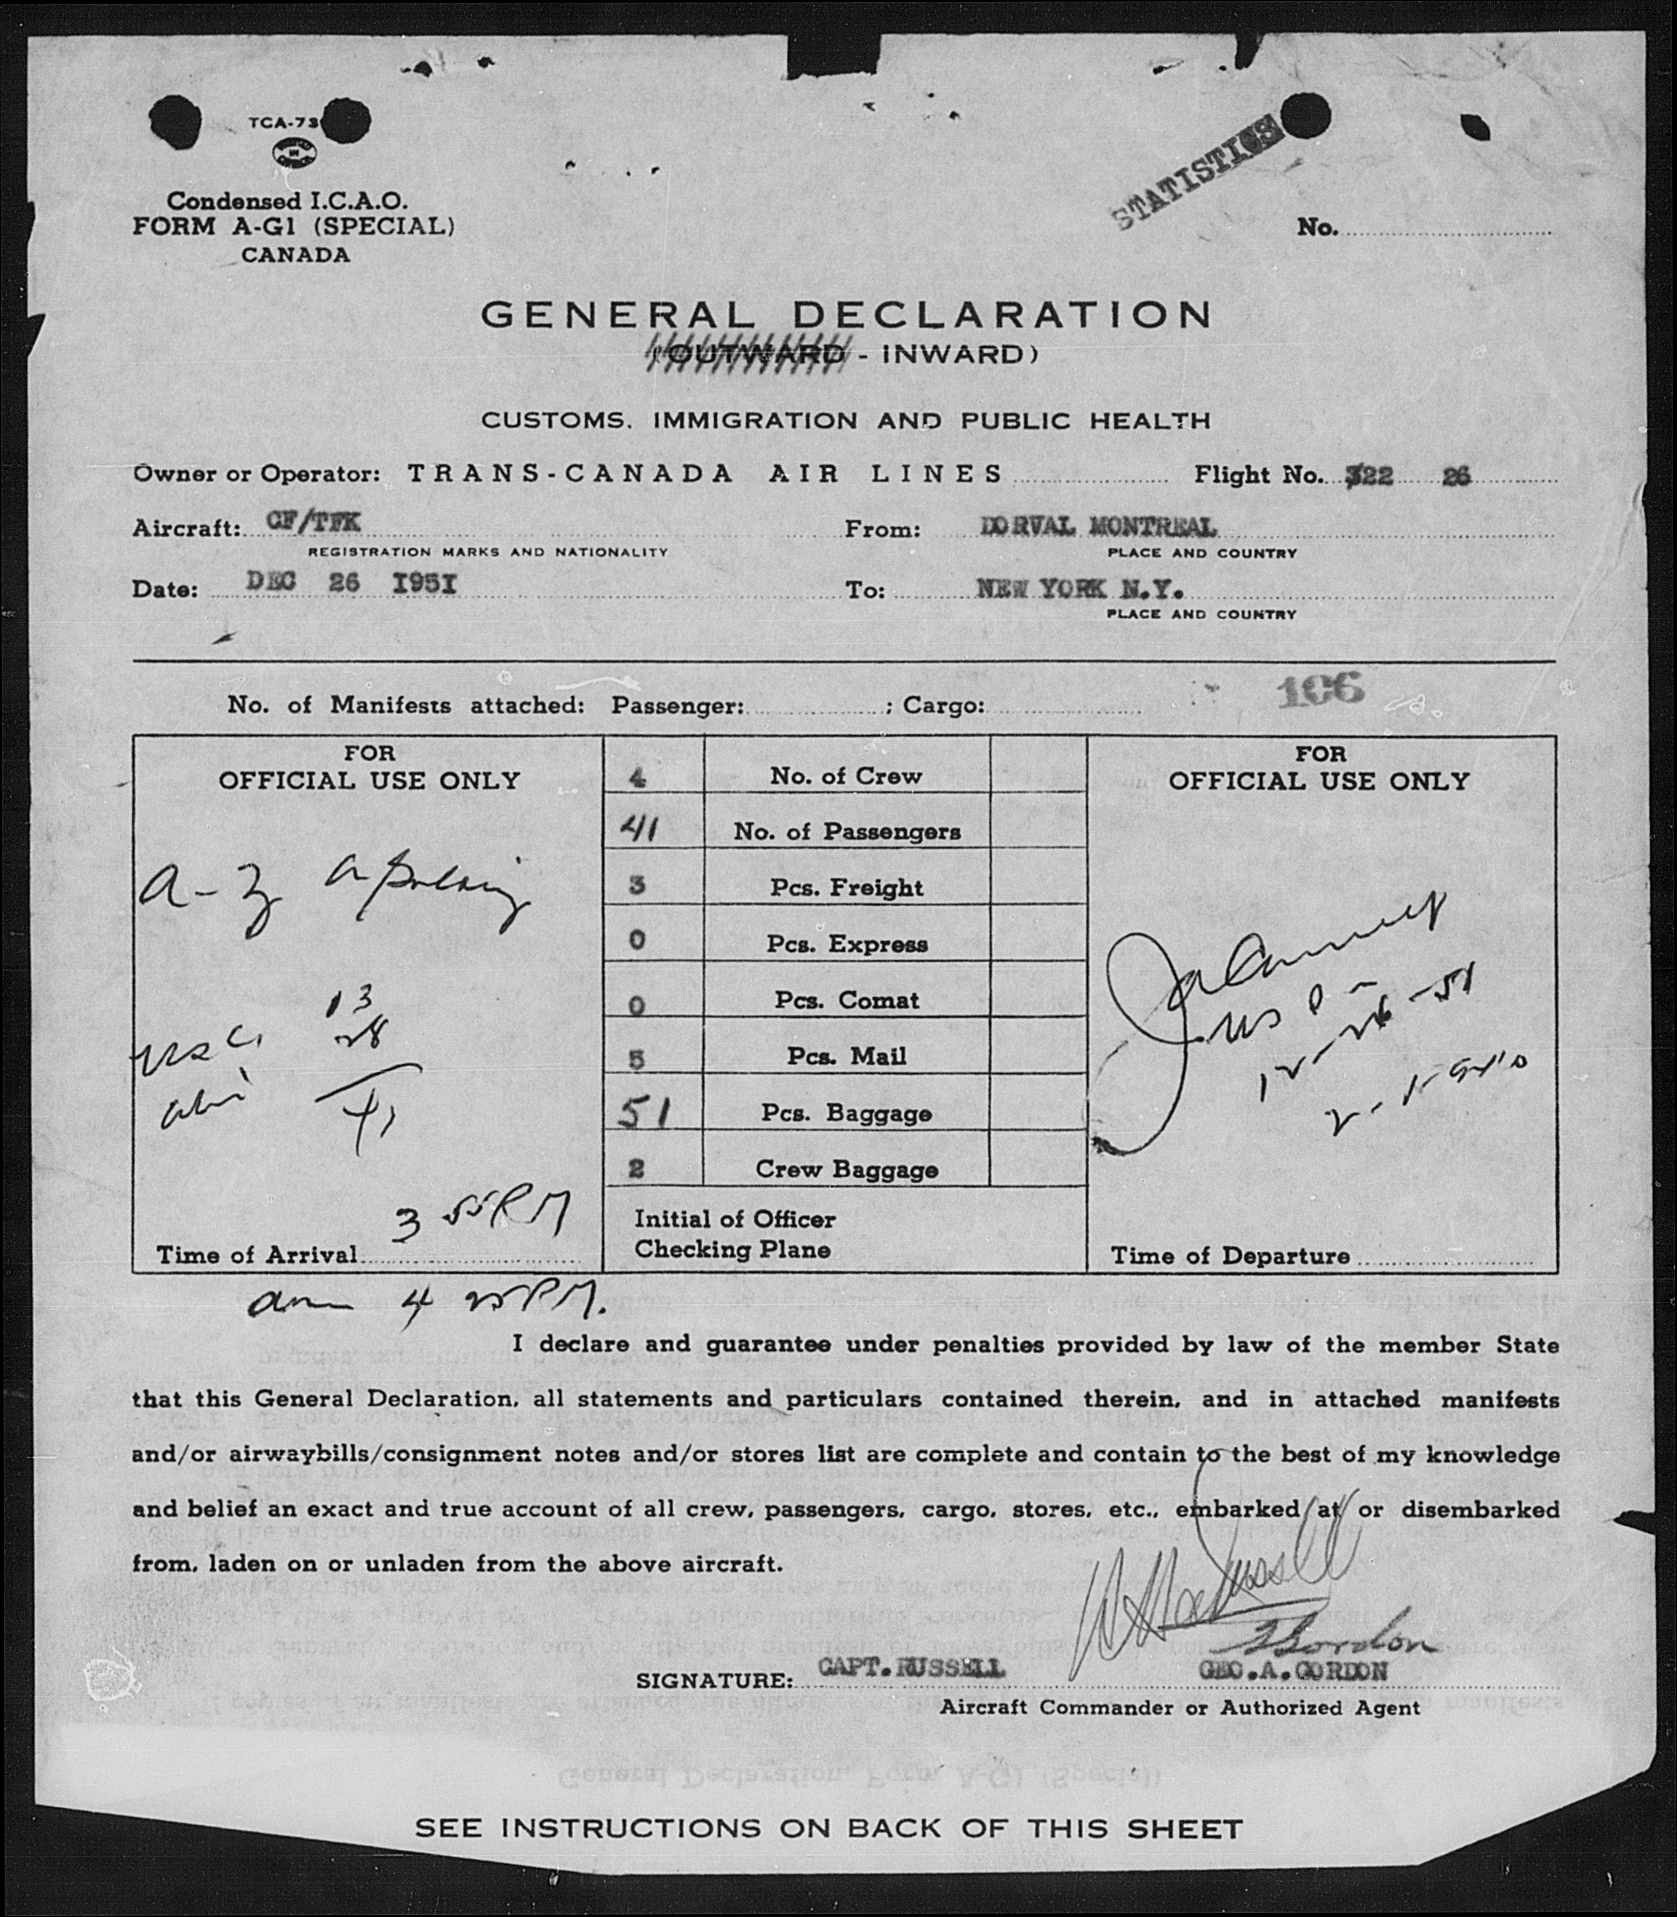 TCA-73
Condensed I.C.A.O.
FORM A-G1 (SPECIAL)
CANADA
STATISTICS
No.
GENERAL DECLARATION
(OUTWARD - INWARD)
CUSTOMS, IMMIGRATION AND PUBLIC HEALTH
Owner or Operator: TRANS-CANADA AIR LINES Flight No. 322 26
Aircraft: CF/TFK From: DORVAL MONTREAL
REGISTRATION MARKS AND NATIONALITY PLACE AND COUNTRY
Date: DEC 26 1951 To: NEW YORK N.Y.
PLACE AND COUNTRY
No. of Manifests attached: Passenger: ; Cargo: 106
FOR
OFFICIAL USE ONLY
A-3
13
USC 28
41
3 55 PM
Time of Arrival
4 25 PM.
4 No. of Crew
41 No. of Passengers
3 Pcs. Freight
0 Pcs. Express
0 Pcs. Comat
5 Pcs. Mail
51 Pcs. Baggage
2 Crew Baggage
Initial of Officer
Checking Plane
FOR
OFFICIAL USE ONLY
12-26-51
Time of Departure
I declare and guarantee under penalties provided by law of the member State
that this General Declaration, all statements and particulars contained therein, and in attached manifests
and/or airwaybills/consignment notes and/or stores list are complete and contain to the best of my knowledge
and belief an exact and true account of all crew, passengers, cargo, stores, etc., embarked at or disembarked
from, laden on or unladen from the above aircraft.
Gordon
SIGNATURE: CAPT. RUSSELL GEO.A.GORDON
Aircraft Commander or Authorized Agent
SEE INSTRUCTIONS ON BACK OF THIS SHEET